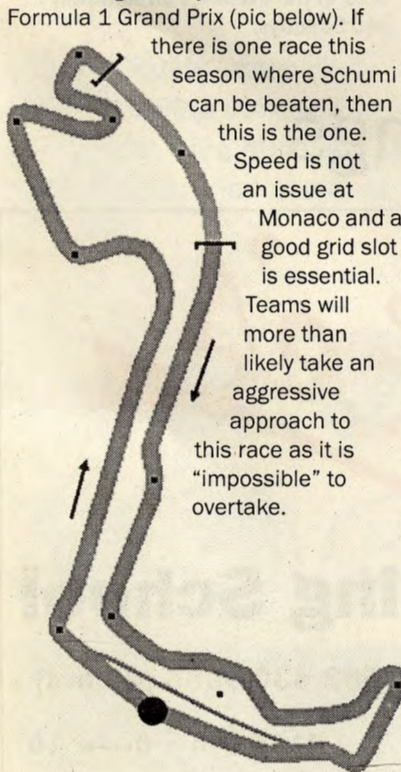 Formula 1 Grand Prix (pic below). If
there is one race this
season where Schumi
can be beaten, then
this is the one.
Speed is not
an issue at
Monaco and a
good grid slot
is essential.
Teams will
more than
likely take an
aggressive
approach to
this race as it is
“impossible” to
overtake.